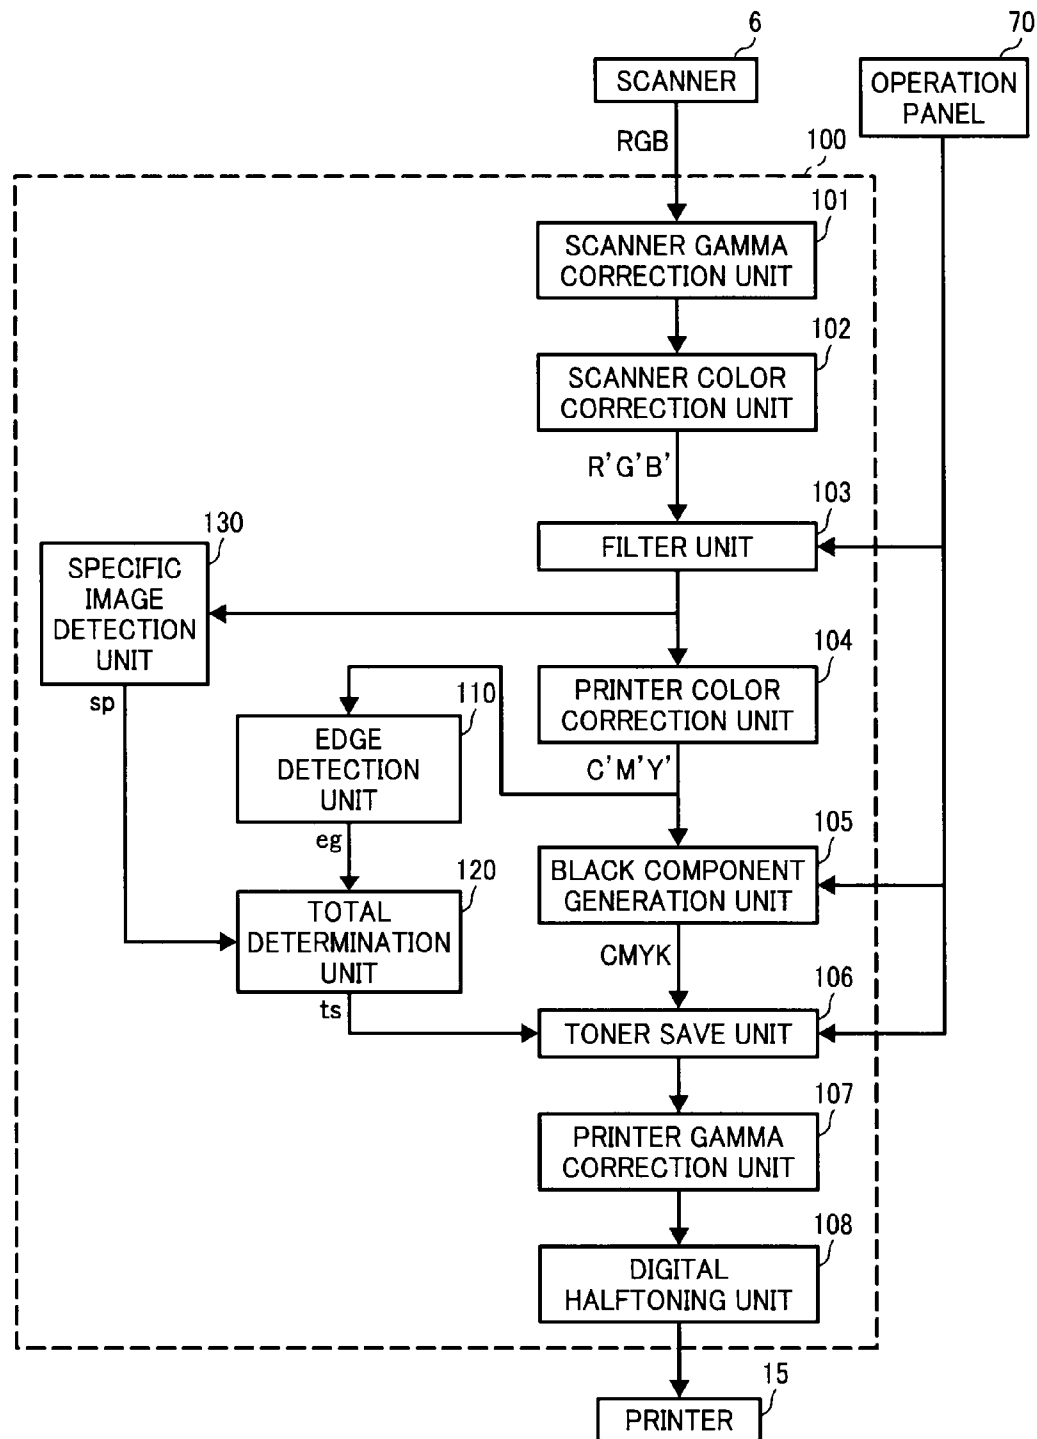 6
70
SCANNER
OPERATION
PANEL
RGB
100
101
SCANNER GAMMA
CORRECTION UNIT
102
SCANNER COLOR
CORRECTION UNIT
R'G'B'
103
130
FILTER UNIT
SPECIFIC
IMAGE
DETECTION
UNIT
104
sp
110
PRINTER COLOR
CORRECTION UNIT
EDGE
DETECTION
UNIT
C'M'Y'
eg
105
120
BLACK COMPONENT
GENERATION UNIT
TOTAL
DETERMINATION
UNIT
CMYK
106
ts
TONER SAVE UNIT
107
PRINTER GAMMA
CORRECTION UNIT
108
DIGITAL
HALFTONING UNIT
15
PRINTER